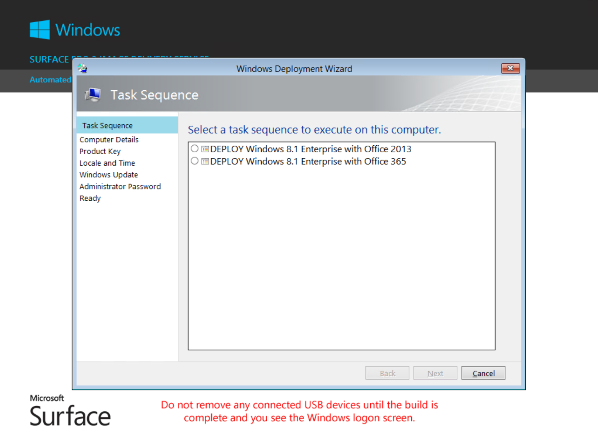 Windows
SURFACE
Automated
Windows Deployment Wizard
Task Sequence
Task Sequence
Computer Details
Product Key
Locale and Time
Windows Update
Administrator Password
Ready
Select a task sequence to execute on this computer.
DEPLOY Windows 8.1 Enterprise with Office 2013
DEPLOY Windows 8.1 Enterprise with Office 365
Back
Next
Cancel
Microsoft
Surface
Do not remove any connected USB devices until the build is
complete and you see the Windows logon screen.